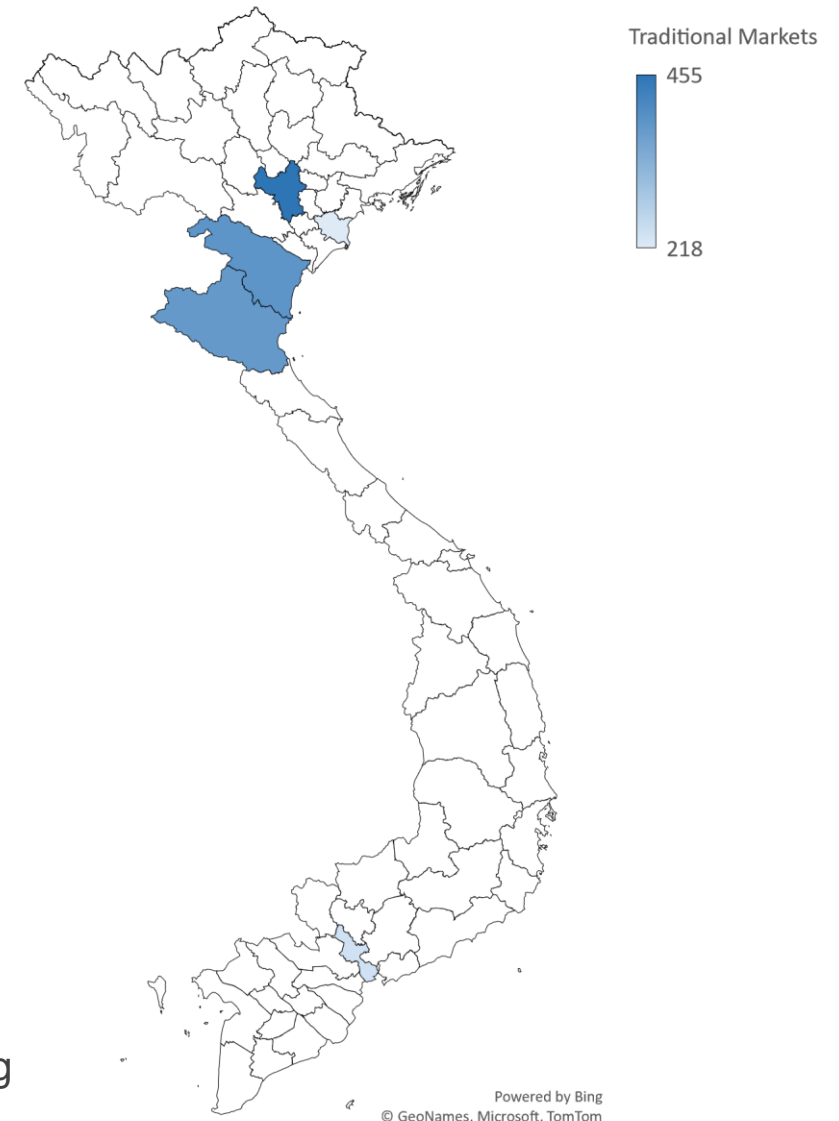 Traditional Markets
455
218
g
Powered by Bing
© GeoNames, Microsoft, TomTom